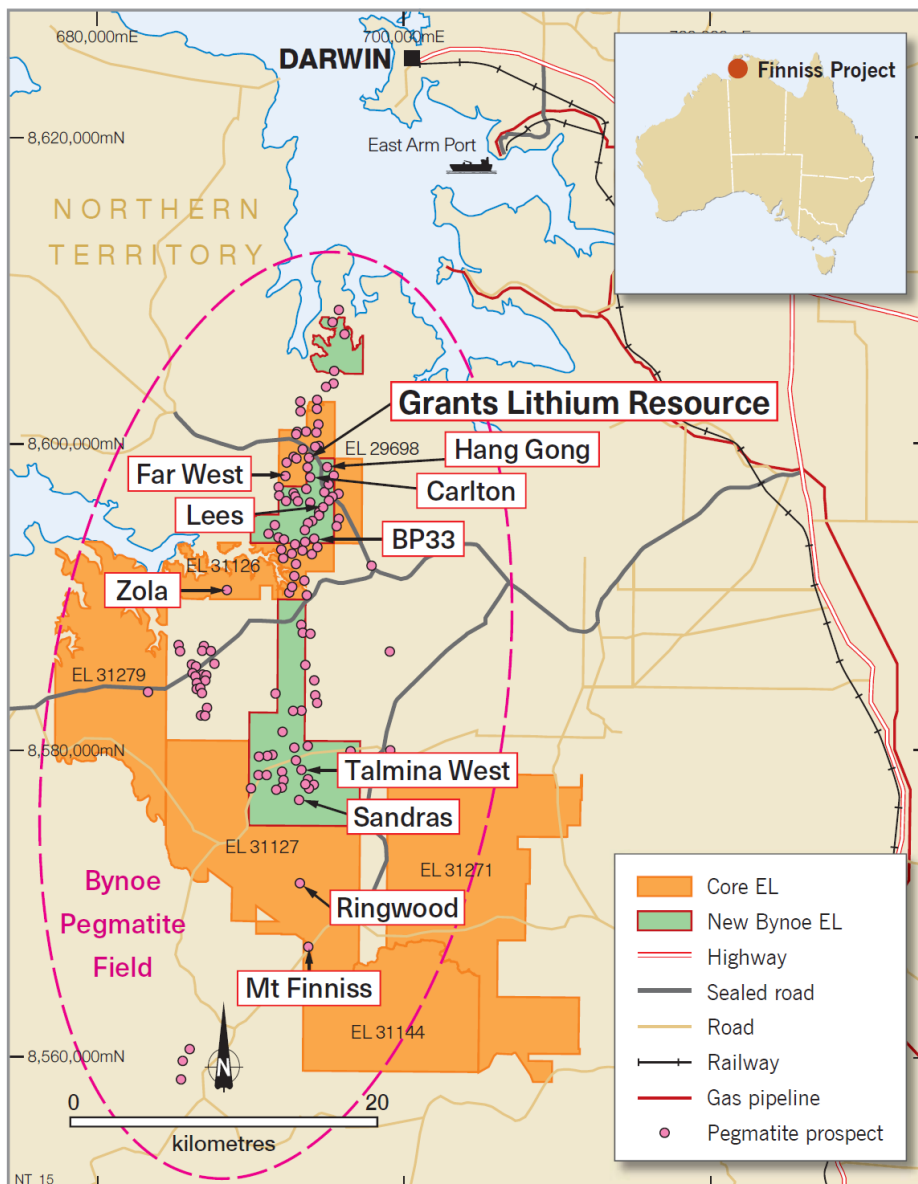 680,000mE
700,000mE
DARWIN
Finniss Project
8,620,000mN
East Arm Port
NORTHERN
TERRITORY
Grants Lithium Resource
8,600,000mN
EL 29698
Hang Gong
Far West
Carlton
Lees
BP33
EL 31126
Zola
EL 31279
8,580,000mN
Talmina West
Sandras
EL 31127
EL 31271
Bynoe
Pegmatite
Field
Ringwood
Mt Finniss
EL 31144
8,560,000mN
N
0 20
kilometres
NT_15
Core EL
New Bynoe EL
Highway
Sealed road
Road
Railway
Gas pipeline
Pegmatite prospect